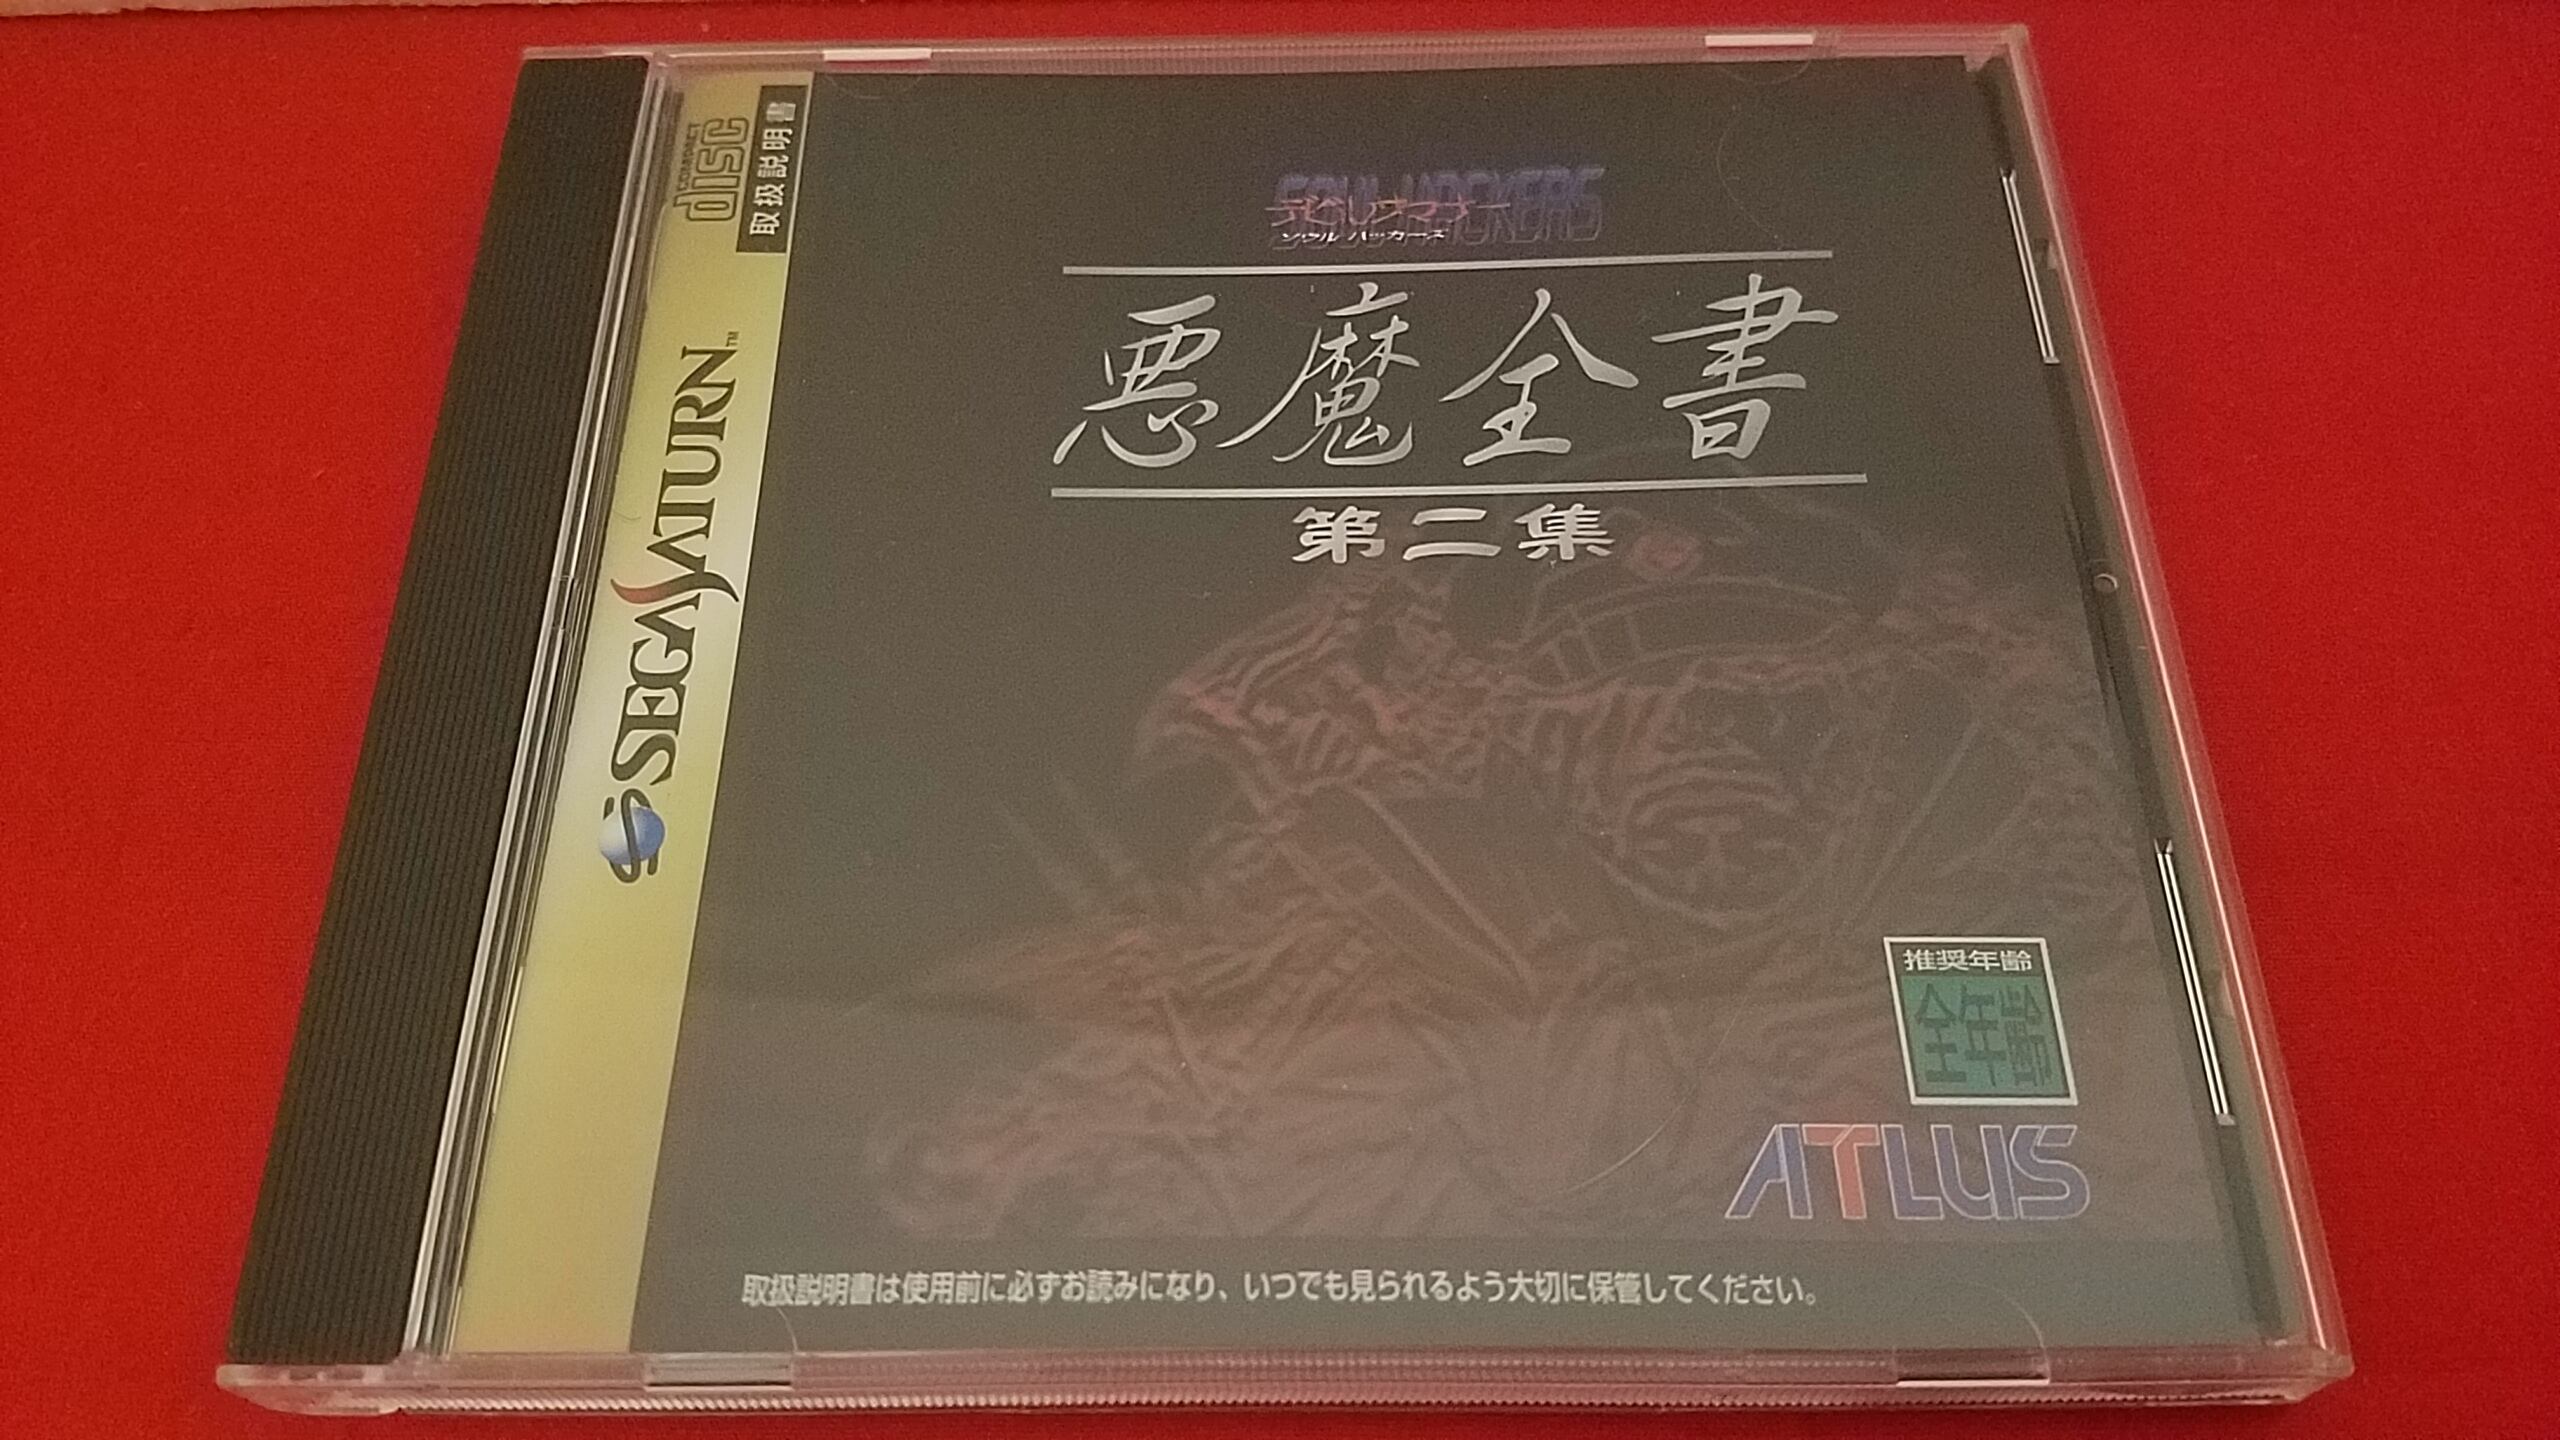 COMPACT
disc
取扱説明書
SEGA SATURN™
SOUL HACKERS
デビルサマナー
ソウルハッカーズ
悪魔全書
第二集
推奨年齢
全年齢
ATLUS
取扱説明書は使用前に必ずお読みになり、いつでも見られるよう大切に保管してください。